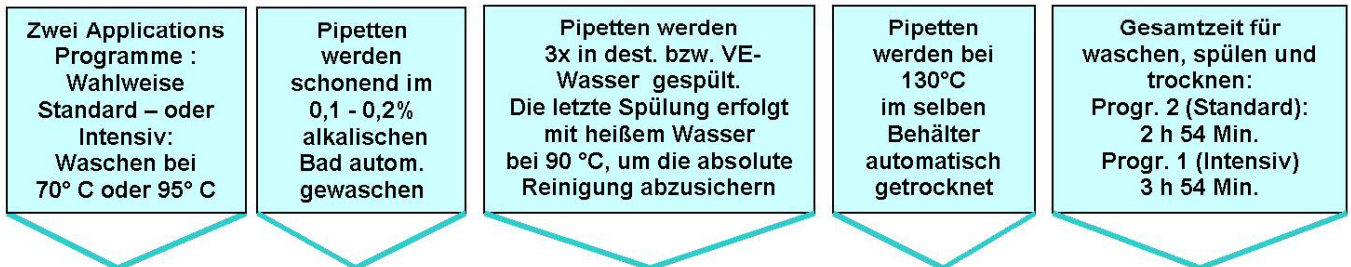 Zwei Applications
Programme :
Wahlweise
Standard – oder
Intensiv:
Waschen bei
70° C oder 95° C
Pipetten
werden
schonend im
0,1 - 0,2%
alkalischen
Bad autom.
gewaschen
Pipetten werden
3x in dest. bzw. VE-
Wasser gespült.
Die letzte Spülung erfolgt
mit heißem Wasser
bei 90 °C, um die absolute
Reinigung abzusichern
Pipetten
werden bei
130°C
im selben
Behälter
automatisch
getrocknet
Gesamtzeit für
waschen, spülen und
trocknen:
Progr. 2 (Standard):
2 h 54 Min.
Progr. 1 (Intensiv)
3 h 54 Min.